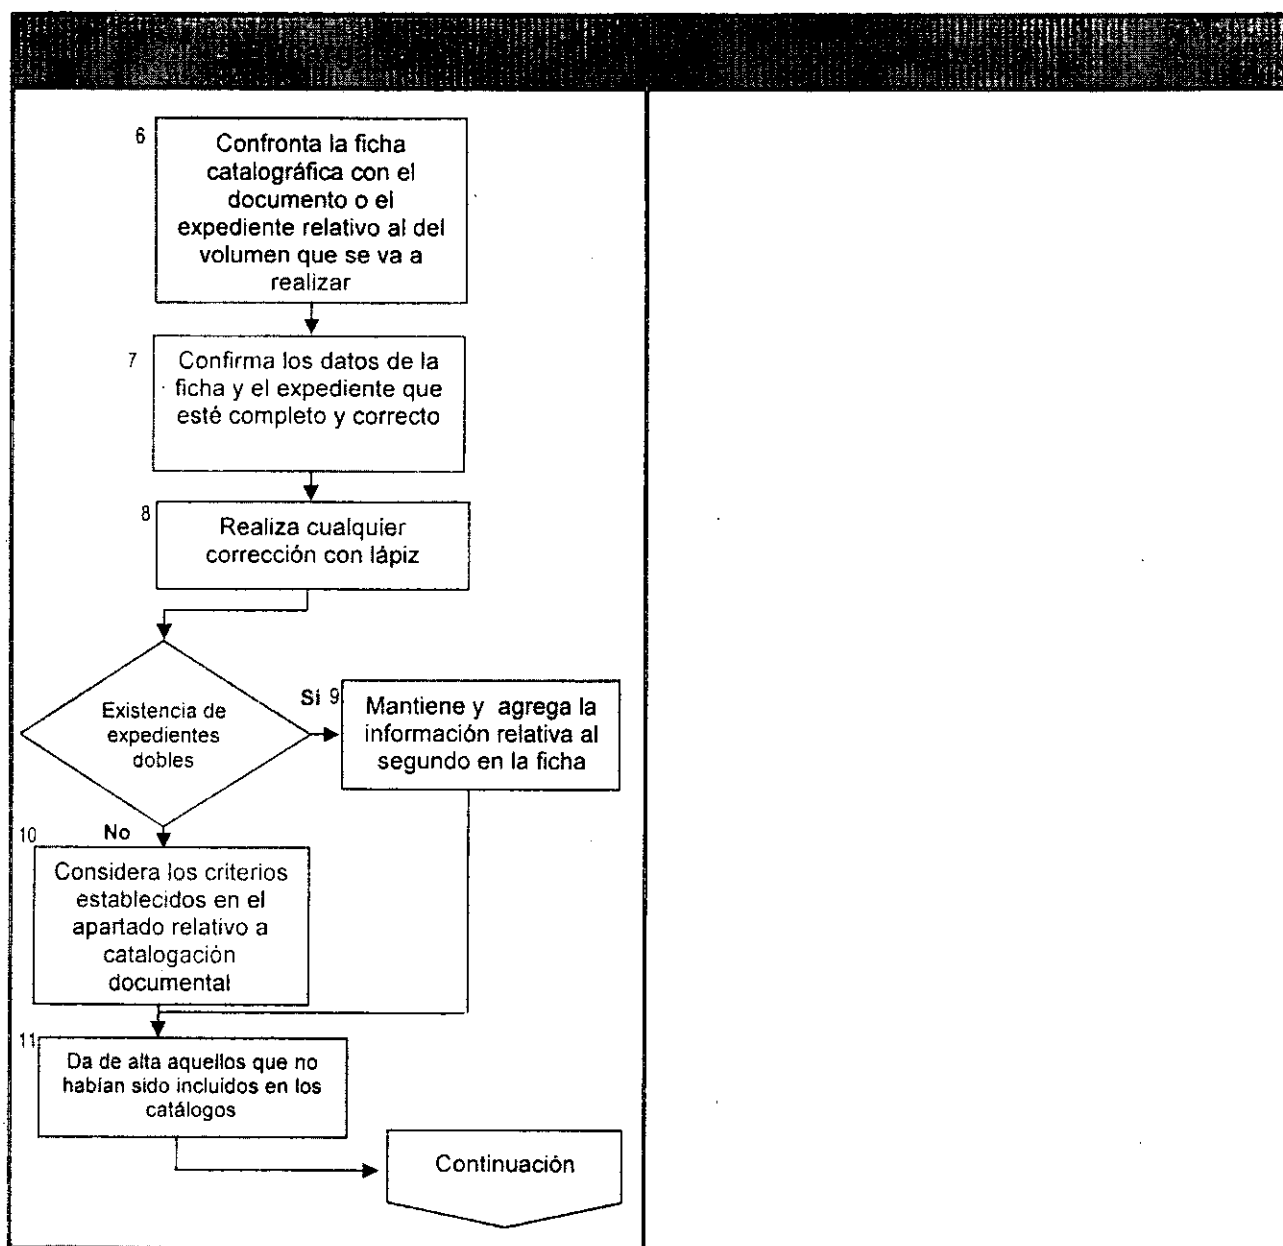 6
Confronta la ficha
catalográfica con el
documento o el
expediente relativo al del
volumen que se va a
realizar
7
Confirma los datos de la
ficha y el expediente que
esté completo y correcto
8
Realiza cualquier
corrección con lápiz
Existencia de
expedientes
dobles
Sí
9
Mantiene y agrega la
información relativa al
segundo en la ficha
No
10
Considera los criterios
establecidos en el
apartado relativo a
catalogación
documental
11
Da de alta aquellos que no
habían sido incluidos en los
catálogos
Continuación